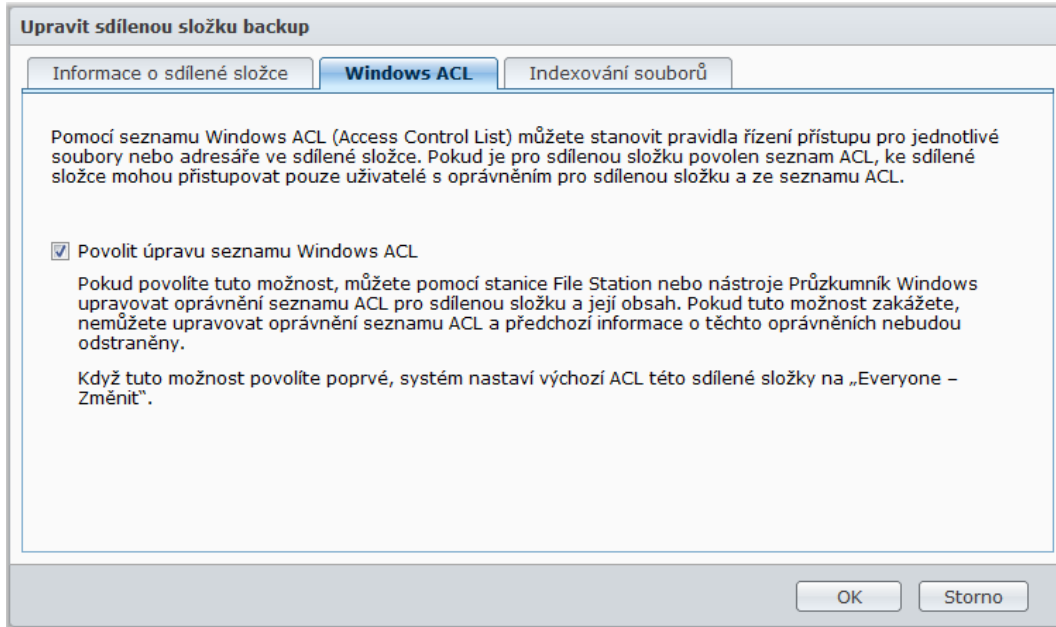 Upravit sdílenou složku backup
Informace o sdílené složce
Windows ACL
Indexování souborů
Pomocí seznamu Windows ACL (Access Control List) můžete stanovit pravidla řízení přístupu pro jednotlivé
soubory nebo adresáře ve sdílené složce. Pokud je pro sdílenou složku povolen seznam ACL, ke sdílené
složce mohou přistupovat pouze uživatelé s oprávněním pro sdílenou složku a ze seznamu ACL.
Povolit úpravu seznamu Windows ACL
Pokud povolíte tuto možnost, můžete pomocí stanice File Station nebo nástroje Průzkumník Windows
upravovat oprávnění seznamu ACL pro sdílenou složku a její obsah. Pokud tuto možnost zakážete,
nemůžete upravovat oprávnění seznamu ACL a předchozí informace o těchto oprávněních nebudou
odstraněny.
Když tuto možnost povolíte poprvé, systém nastaví výchozí ACL této sdílené složky na „Everyone –
Změnit“.
OK
Storno